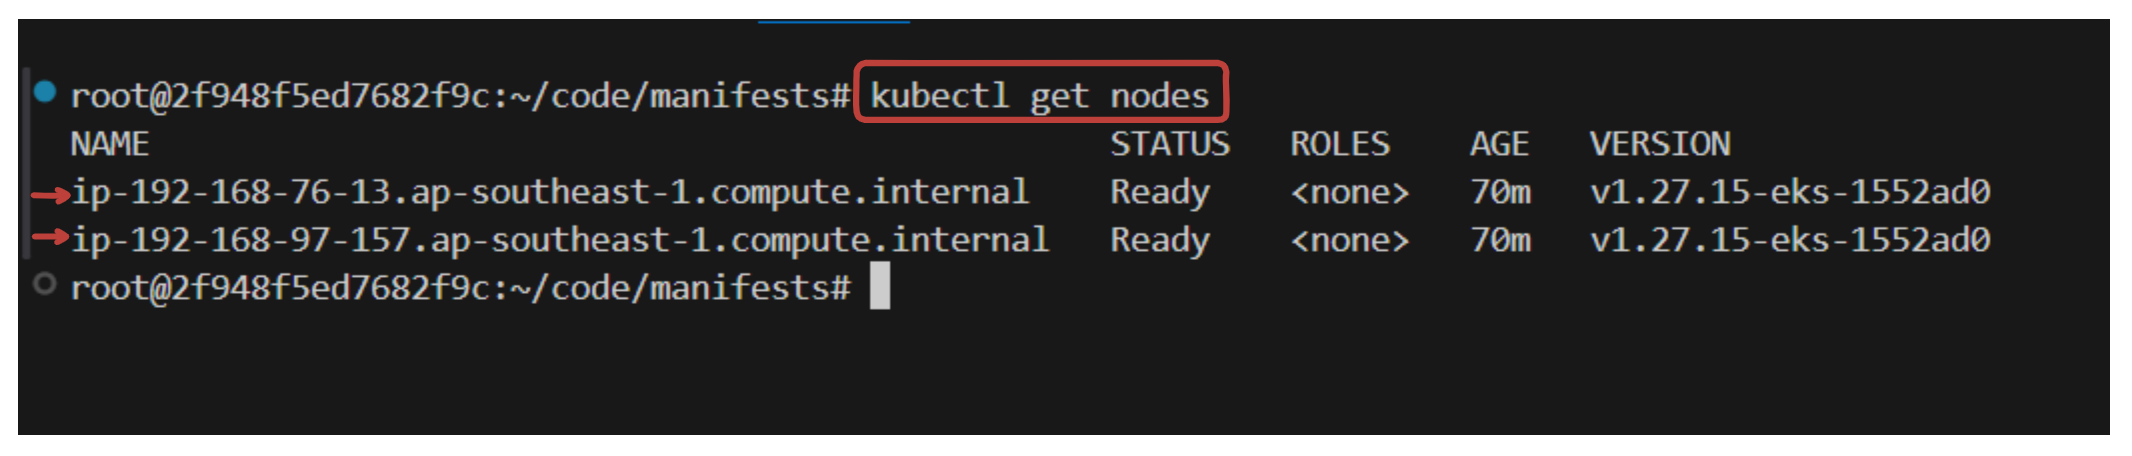 root@2f948f5ed7682f9c:~/code/manifests# kubectl get nodes
NAME STATUS ROLES AGE VERSION
ip-192-168-76-13.ap-southeast-1.compute.internal Ready <none> 70m v1.27.15-eks-1552ad0
ip-192-168-97-157.ap-southeast-1.compute.internal Ready <none> 70m v1.27.15-eks-1552ad0
root@2f948f5ed7682f9c:~/code/manifests#